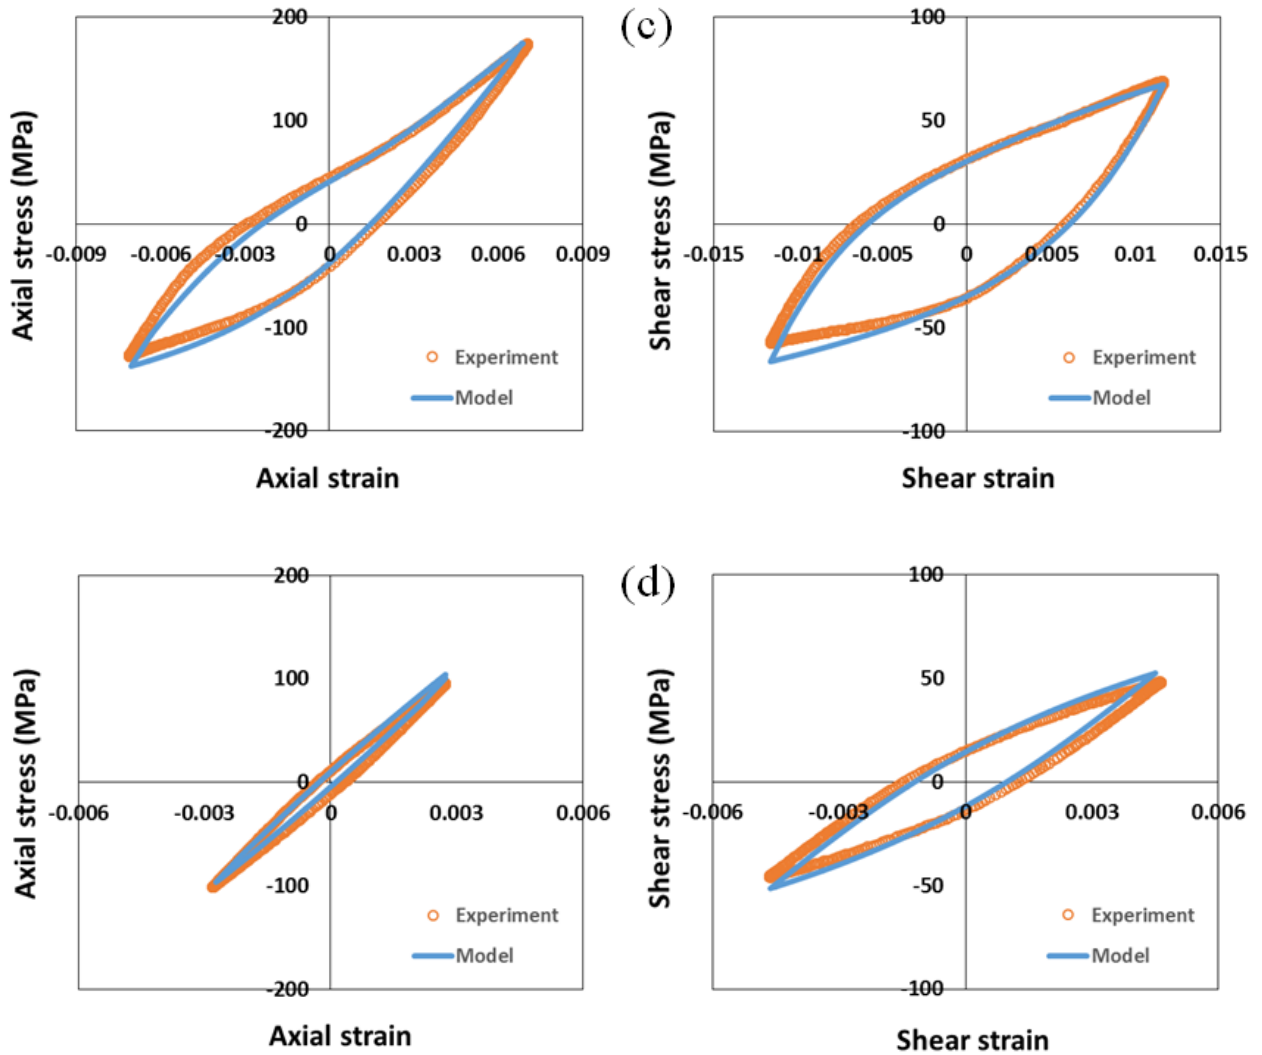 200
(c)
100
100
50
0
0
-0.009
-0.006
-0.003
0
0.003
0.006
0.009
-0.015
-0.01
-0.005
0
0.005
0.01
0.015
-100
-50
Experiment
Experiment
Model
Model
-200
-100
Axial stress (MPa)
Shear stress (MPa)
Axial strain
Shear strain
200
(d)
100
100
50
0
0
-0.006
-0.003
0
0.003
0.006
-0.006
-0.003
0
0.003
0.006
-100
-50
Experiment
Experiment
Model
Model
-200
-100
Axial stress (MPa)
Shear stress (MPa)
Axial strain
Shear strain